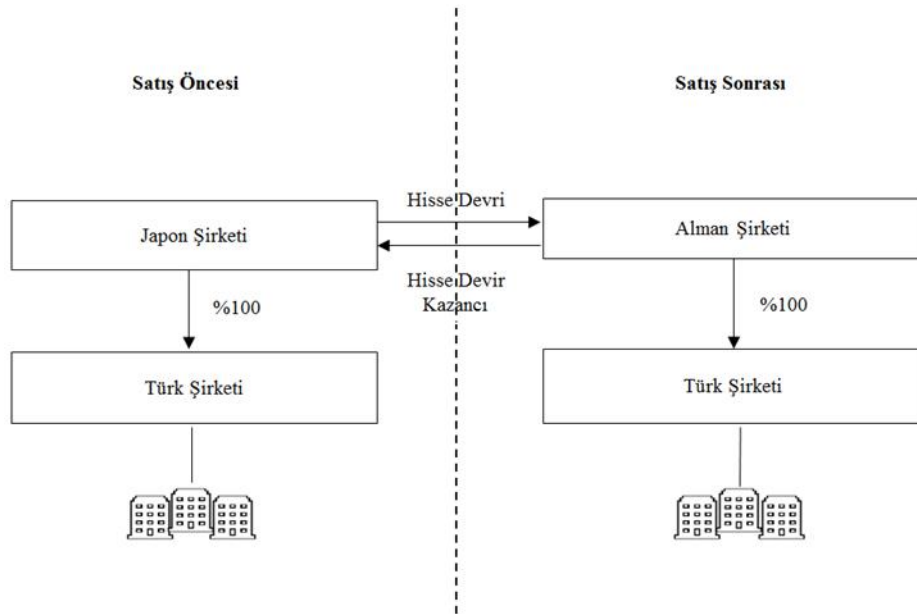 Satış Öncesi
Satış Sonrası
Hisse Devri
Japon Şirketi
Alman Şirketi
Hisse Devir
Kazancı
%100
%100
Türk Şirketi
Türk Şirketi